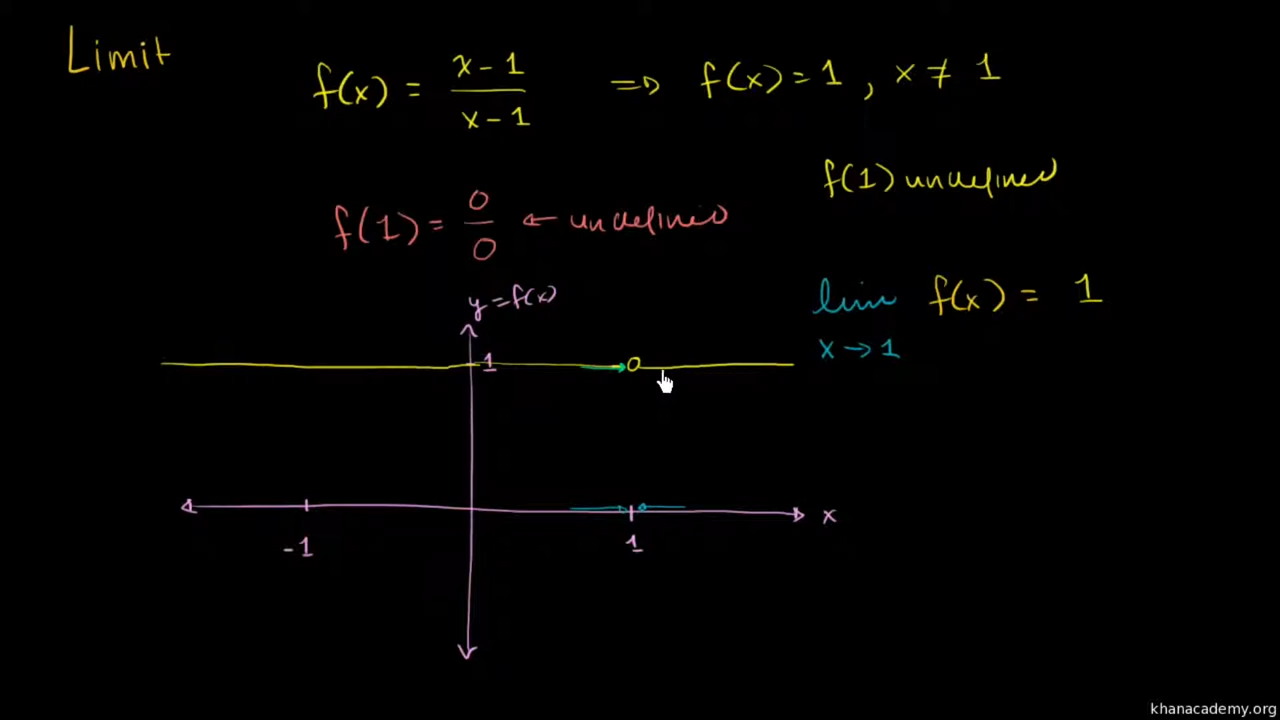 Limit
f(x) = x-1 / x-1 => f(x) = 1 , x ≠ 1
f(1) undefined
f(1) = 0/0 ← undefined
y = f(x)
lim f(x) = 1
x → 1
1
x
-1
1
khanacademy.org